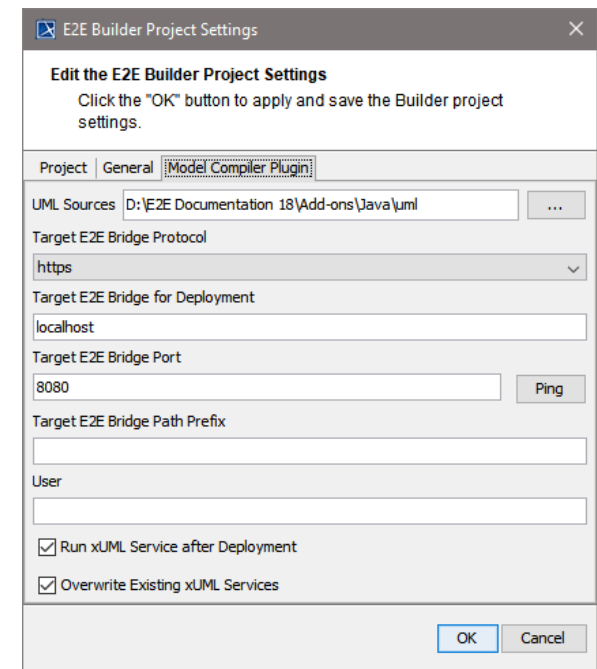 E2E Builder Project Settings
Edit the E2E Builder Project Settings
Click the "OK" button to apply and save the Builder project
settings.
Project General Model Compiler Plugin
UML Sources D:\E2E Documentation 18\Add-ons\Java\uml ...
Target E2E Bridge Protocol
https
Target E2E Bridge for Deployment
localhost
Target E2E Bridge Port
8080 Ping
Target E2E Bridge Path Prefix
User
Run xUML Service after Deployment
Overwrite Existing xUML Services
OK Cancel